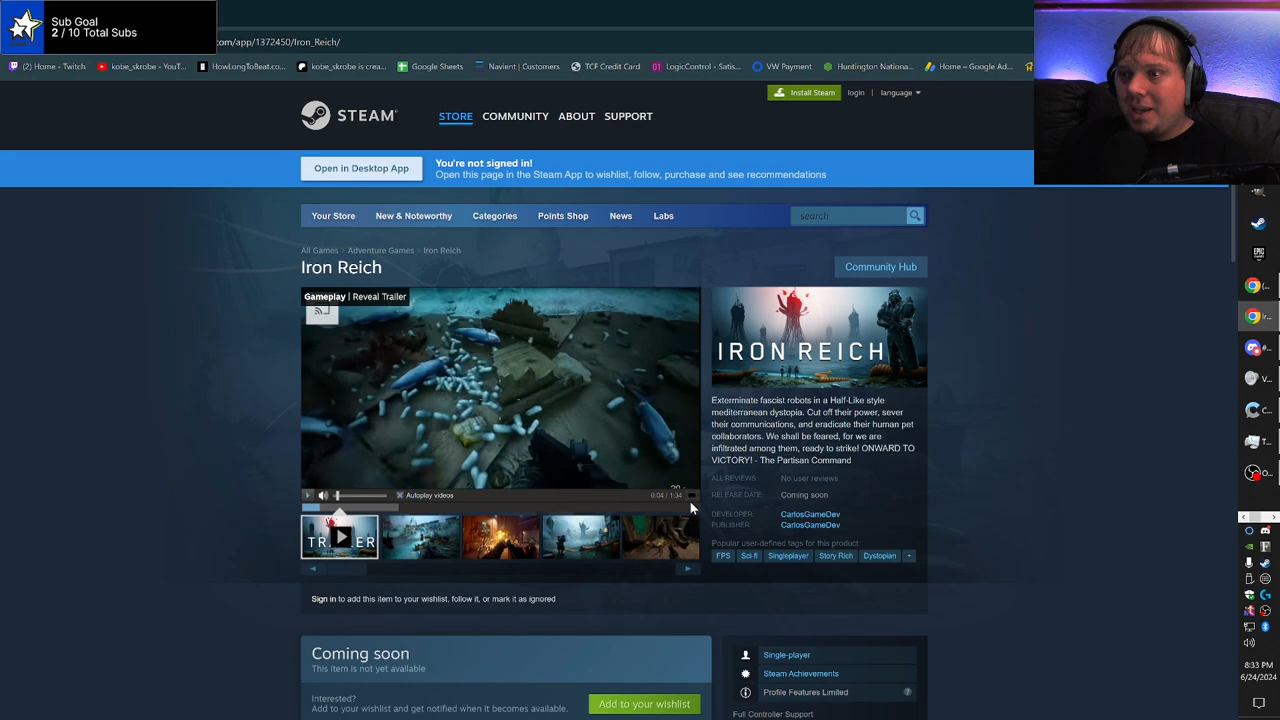 Sub Goal
2 / 10 Total Subs
com/app/1372450/Iron_Reich/
(2) Home - Twitch
kobe_skrobe - YouT...
HowLongToBeat.co...
kobe_skrobe is crea...
Google Sheets
Navient | Customers
TCF Credit Card
LogicControl - Satis...
VW Payment
Huntington Nationa...
Home – Google Ad...
Install Steam
login
language
STEAM
STORE
COMMUNITY
ABOUT
SUPPORT
Open in Desktop App
You're not signed in!
Open this page in the Steam App to wishlist, follow, purchase and see recommendations
Your Store
New & Noteworthy
Categories
Points Shop
News
Labs
search
All Games > Adventure Games > Iron Reich
Iron Reich
Community Hub
Gameplay | Reveal Trailer
IRON REICH
Exterminate fascist robots in a Half-Like style
mediterranean dystopia. Cut off their power, sever
their communications, and eradicate their human pet
collaborators. We shall be feared, for we are
infiltrated among them, ready to strike! ONWARD TO
VICTORY! - The Partisan Command
ALL REVIEWS: No user reviews
RELEASE DATE: Coming soon
DEVELOPER: CarlosGameDev
PUBLISHER: CarlosGameDev
Popular user-defined tags for this product:
FPS
Sci-fi
Singleplayer
Story Rich
Dystopian
+
Autoplay videos
0:04 / 1:34
Sign in to add this item to your wishlist, follow it, or mark it as ignored
Coming soon
This item is not yet available
Interested?
Add to your wishlist and get notified when it becomes available.
Add to your wishlist
Single-player
Steam Achievements
Profile Features Limited
Full Controller Support
8:33 PM
6/24/2024